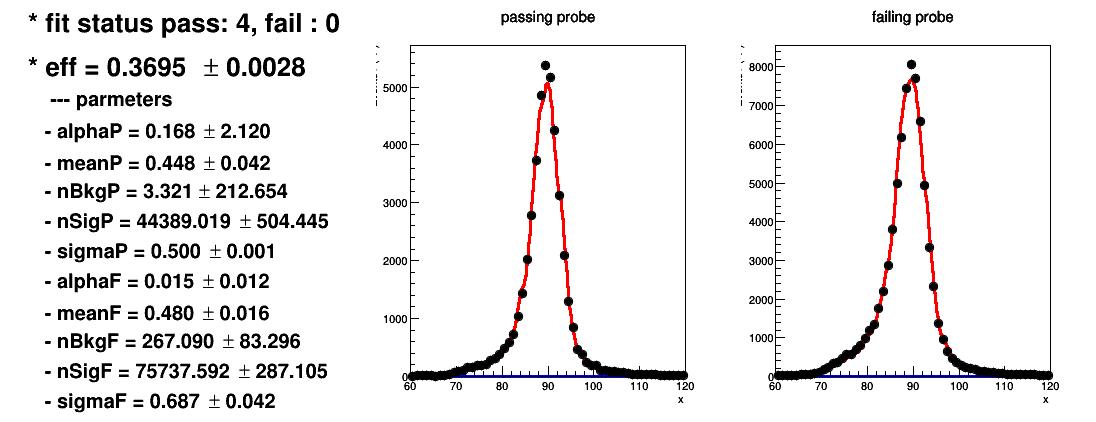 * fit status pass: 4, fail : 0
* eff = 0.3695 ± 0.0028
--- parmeters
- alphaP = 0.168 ± 2.120
- meanP = 0.448 ± 0.042
- nBkgP = 3.321 ± 212.654
- nSigP = 44389.019 ± 504.445
- sigmaP = 0.500 ± 0.001
- alphaF = 0.015 ± 0.012
- meanF = 0.480 ± 0.016
- nBkgF = 267.090 ± 83.296
- nSigF = 75737.592 ± 287.105
- sigmaF = 0.687 ± 0.042
passing probe
5000
4000
3000
2000
1000
0
60 70 80 90 100 110 120
x
failing probe
8000
7000
6000
5000
4000
3000
2000
1000
0
60 70 80 90 100 110 120
x